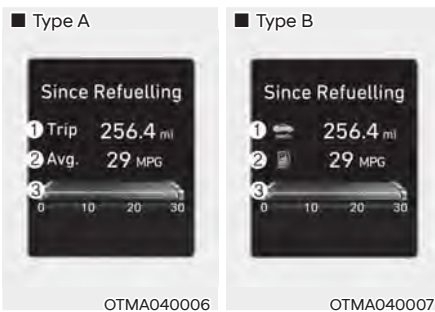 ■ Type A
Since Refuelling
① Trip 256.4 mi
② Avg. 29 MPG
③
0 10 20 30
OTMA040006
■ Type B
Since Refuelling
① 256.4 mi
② 29 MPG
③
0 10 20 30
OTMA040007